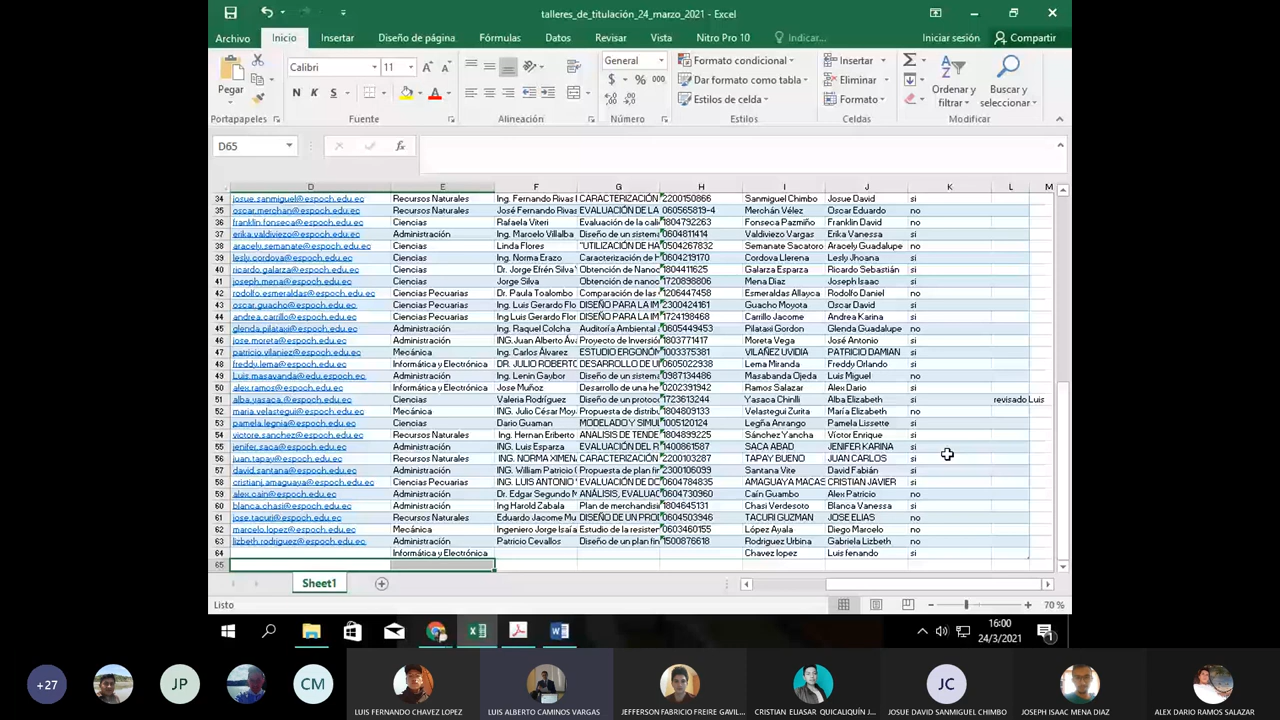 talleres_de_titulación_24_marzo_2021 - Excel
Archivo Inicio Insertar Diseño de página Fórmulas Datos Revisar Vista Nitro Pro 10 Indicar... Iniciar sesión Compartir
Pegar Calibri 11 General Formato condicional Dar formato como tabla Estilos de celda Insertar Eliminar Formato Ordenar y filtrar Buscar y seleccionar
N K S $ % 000
Portapapeles Fuente Alineación Número Estilos Celdas Modificar
D65
D E F G H I J K L M
34 josue.sanmiguel@espoch.edu.ec Recursos Naturales Ing. Fernando Rivas CARACTERIZACIÓN 2200150866 Sanmiguel Chimbo Josue David si
35 oscar.merchan@espoch.edu.ec Recursos Naturales José Fernando Rivas EVALUACIÓN DE LA 060565819-4 Merchán Vélez Oscar Eduardo no
36 franklin.fonseca@espoch.edu.ec Ciencias Rafaela Viteri Evaluación de la cali 1804792263 Fonseca Pazmiño Franklin David si
37 erika.valdiviezo@espoch.edu.ec Administración Ing. Marcelo Villalba Diseño de un sistema 0604811414 Valdiviezo Vargas Erika Vanessa si
38 aracely.semanate@espoch.edu.ec Ciencias Linda Flores "UTILIZACIÓN DE HA 0504267832 Semanate Sacatoro Aracely Guadalupe no
39 lesly.cordova@espoch.edu.ec Ciencias Ing. Norma Erazo Caracterización de 0604219170 Cordova Llerena Lesly Jhoana si
40 ricardo.galarza@espoch.edu.ec Ciencias Dr. Jorge Efrén Silva Obtención de Nanoc 1804411625 Galarza Esparza Ricardo Sebastián si
41 joseph.mena@espoch.edu.ec Ciencias Jorge Silva Obtención de Nano 1720898806 Mena Diaz Joseph Isaac si
42 rodolfo.esmeraldas@espoch.edu.ec Ciencias Pecuarias Dr. Paula Toalombo Comparación de las 1206447458 Esmeraldas Allayca Rodolfo Daniel no
43 oscar.guacho@espoch.edu.ec Ciencias Pecuarias Ing. Luis Gerardo Flo DISEÑO PARA LA IM 2300424161 Guacho Moyota Oscar David si
44 andrea.carrillo@espoch.edu.ec Ciencias Pecuarias Ing Luis Gerardo Flo DISEÑO PARA LA IM 1724198468 Carrillo Jacome Andrea Karina si
45 glenda.pilataxi@espoch.edu.ec Administración Ing. Raquel Colcha Auditoría Ambiental 0605449453 Pilataxi Gordon Glenda Guadalupe no
46 jose.moreta@espoch.edu.ec Administración ING.Juan Alberto Áv Proyecto de Inversió 1803771417 Moreta Vega José Antonio si
47 patricio.vilaniez@espoch.edu.ec Mecánica Ing. Carlos Álvarez ESTUDIO ERGONÓM 1003375381 VILAÑEZ UVIDIA PATRICIO DAMIAN si
48 freddy.lema@espoch.edu.ec Informática y Electrónica DR. JULIO ROBERTO DESARROLLO DE UN 0605022938 Lema Miranda Freddy Orlando si
49 Luis.masavanda@edu.espoch.ec Administración Ing. Lenin Gaybor Diseño de un modelo 0987134486 Masabanda Ojeda Luis Miguel no
50 alex.ramos@espoch.edu.ec Informática y Electrónica Jose Muñoz Desarrollo de una he 0202391942 Ramos Salazar Alex Dario si
51 alba.yasaca,@espoch.edu.ec Ciencias Valeria Rodríguez Diseño de un protoco 1723613244 Yasaca Chinlli Alba Elizabeth si revisado Luis
52 maria.velastegui@espoch.edu.ec Mecánica ING. Julio César Moy Propuesta de distribu 1804809133 Velastegui Zurita María Elizabeth no
53 pamela.legnia@espoch.edu.ec Ciencias Dario Guaman MODELADO Y SIMUL 1005120124 Legña Arrango Pamela Lissette si
54 victore.sanchez@espoch.edu.ec Recursos Naturales Ing. Hernan Eriberto ANALISIS DE TENDE 1804899225 Sánchez Yancha Víctor Enrique si
55 jenifer.saca@espoch.edu.ec Recursos Naturales ING. Luis Esparza EVALUACIÓN DEL R 1400861587 SACA ABAD JENIFER KARINA si
56 juan.tapay@espoch.edu.ec Recursos Naturales ING. NORMA XIMEN CARACTERIZACIÓN 2200103287 TAPAY BUENO JUAN CARLOS si
57 david.santana@espoch.edu.ec Administración ING. William Patricio Propuesta de plan fin 2300106099 Santana Vite David Fabián si
58 cristianj.amaguaya@espoch.edu.ec Administración ING. LUIS ANTONIO EVALUACIÓN DE UN 0604784835 AMAGUAYA MACAS CRISTIAN JAVIER si
59 alex.cain@espoch.edu.ec Administración Dr. Edgar Segundo M ANÁLISIS, EVALUAC 0604730960 Caín Guambo Alex Patricio no
60 blanca.chasi@espoch.edu.ec Administración Ing Harold Zabala Plan de merchandisi 1804645131 Chasi Verdesoto Blanca Vanessa si
61 jose.tacuri@espoch.edu.ec Recursos Naturales Eduardo Jacome Mu DISEÑO DE UN PROD 0604503946 TACURI GUZMAN JOSE ELIAS no
62 marcelo.lopez@espoch.edu.ec Mecánica Ingeniero Jorge Isaí Estudio de la resister 0603460155 López Ayala Diego Marcelo no
63 lizbeth.rodriguez@espoch.edu.ec Administración Patricio Cevallos Diseño de un plan fin 1500876618 Rodriguez Urbina Gabriela Lizbeth no
64 Informática y Electrónica Chavez lopez Luis fenando si
65
Sheet1
Listo 70 %
16:00
24/3/2021
+27 JP CM JC
LUIS FERNANDO CHAVEZ LOPEZ LUIS ALBERTO CAMINOS VARGAS JEFFERSON FABRICIO FREIRE GAVIL... CRISTIAN ELIASAR QUICALIQUÍN J... JOSUE DAVID SANMIGUEL CHIMBO JOSEPH ISAAC MENA DIAZ ALEX DARIO RAMOS SALAZAR